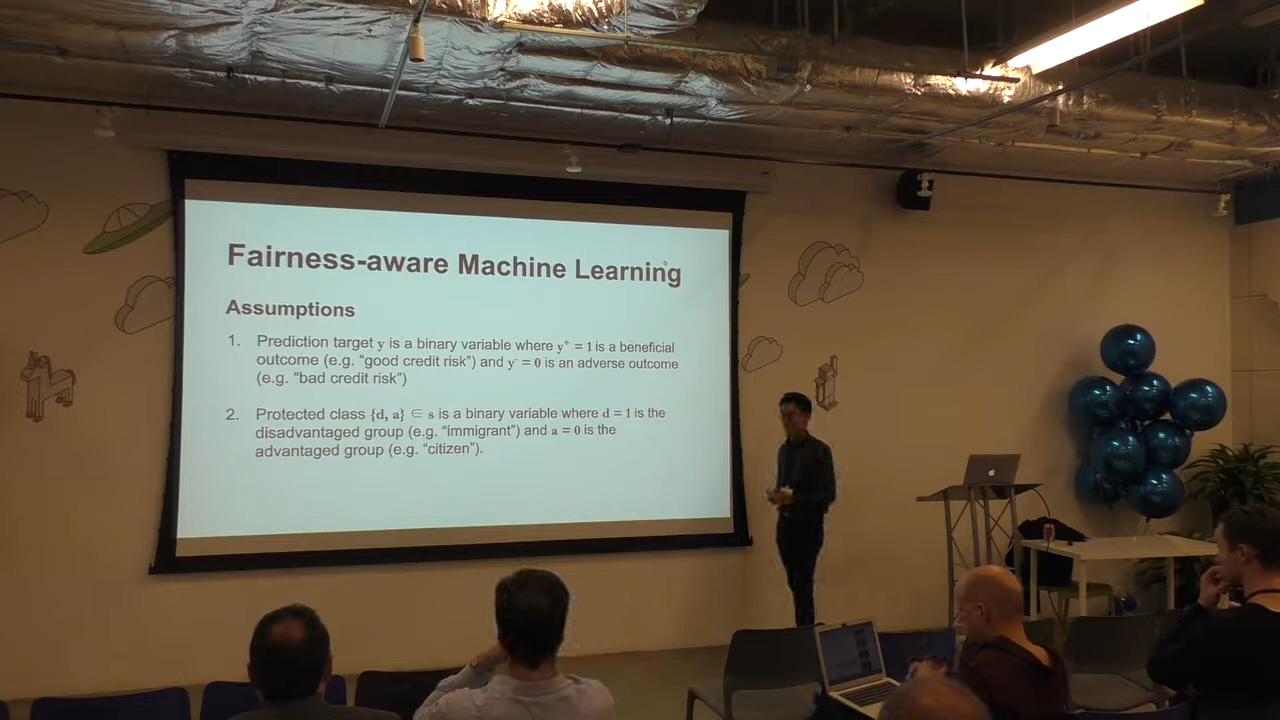 Fairness-aware Machine Learning
Assumptions
1. Prediction target y is a binary variable where y⁺ = 1 is a beneficial
outcome (e.g. “good credit risk”) and y⁻ = 0 is an adverse outcome
(e.g. “bad credit risk”)
2. Protected class {d, a} ∈ s is a binary variable where d = 1 is the
disadvantaged group (e.g. “immigrant”) and a = 0 is the
advantaged group (e.g. “citizen”).